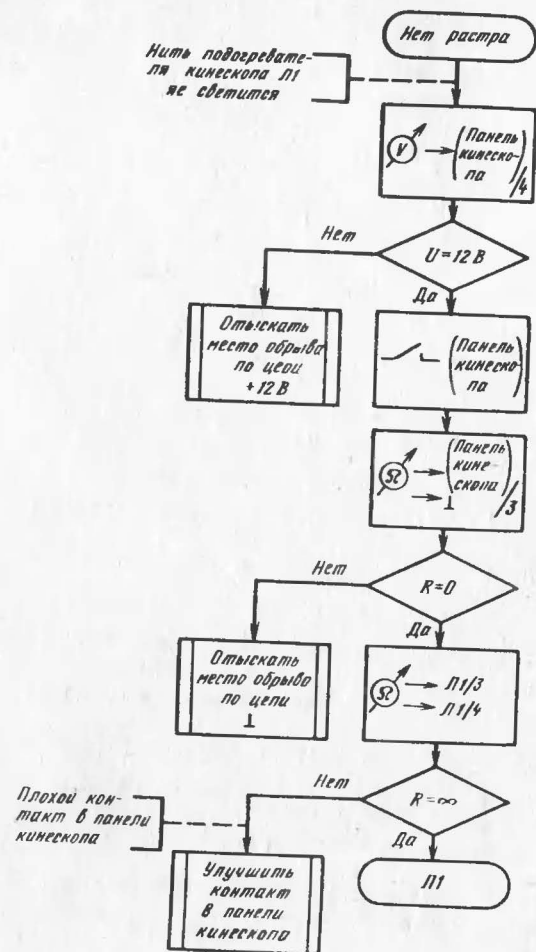 Нет растра
Нить подогревате-
ля кинескопа Л1
не светится
V → (Панель
кинеско-
па) /4
Нет
U = 12 В
Да
Отыскать
место обрыва
по цепи
+ 12 В
(Панель
кинеско-
па)
Ω → (Панель
кине-
скопа) /3
→ ⊥
Нет
R = 0
Да
Отыскать
место обрыва
по цепи
⊥
Ω → Л1/3
→ Л1/4
Плохой кон-
такт в панели
кинескопа
Нет
R = ∞
Да
Улучшить
контакт
в панели
кинескопа
Л1